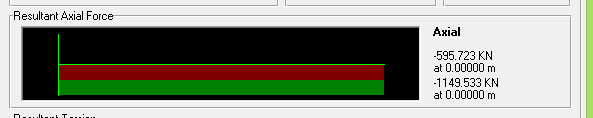 Resultant Axial Force
Axial
-595.723 KN
at 0.00000 m
-1149.533 KN
at 0.00000 m
Resultant Torsion